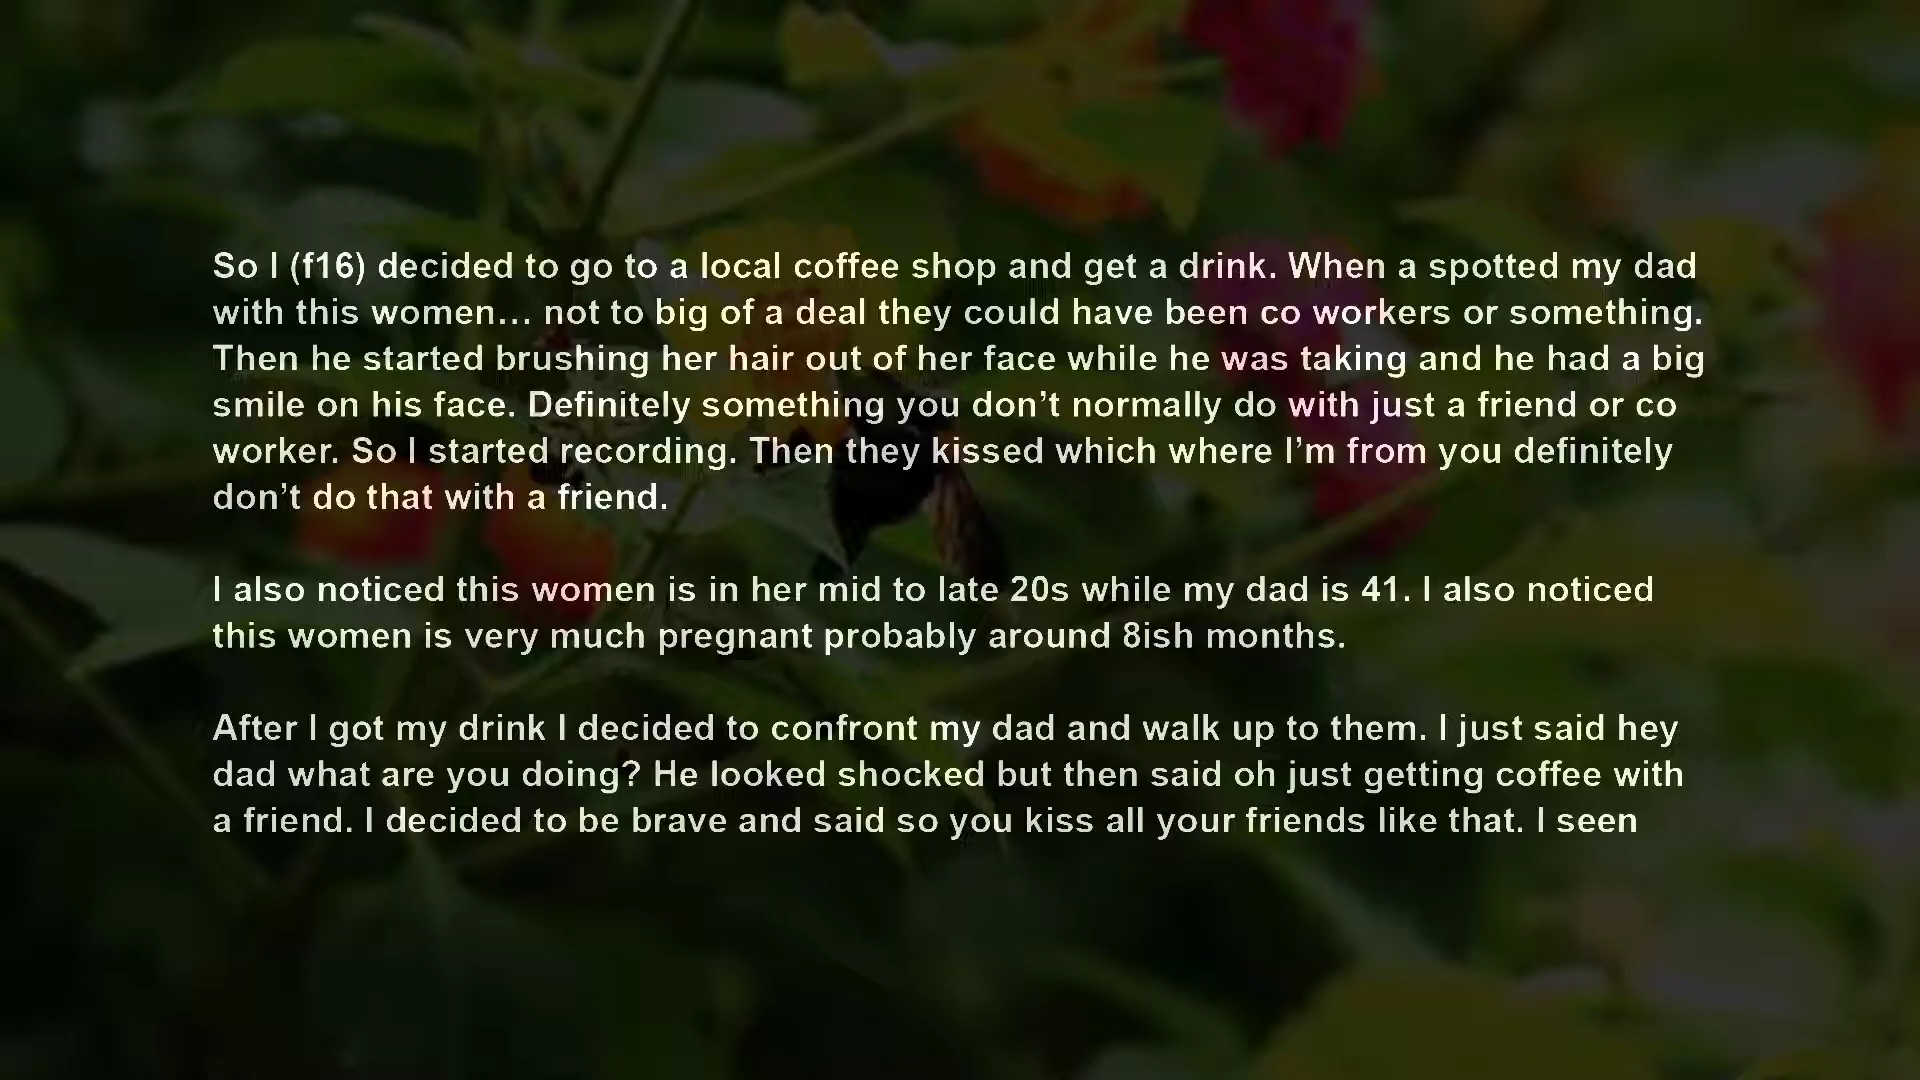 So I (f16) decided to go to a local coffee shop and get a drink. When a spotted my dad
with this women... not to big of a deal they could have been co workers or something.
Then he started brushing her hair out of her face while he was taking and he had a big
smile on his face. Definitely something you don’t normally do with just a friend or co
worker. So I started recording. Then they kissed which where I’m from you definitely
don’t do that with a friend.
I also noticed this women is in her mid to late 20s while my dad is 41. I also noticed
this women is very much pregnant probably around 8ish months.
After I got my drink I decided to confront my dad and walk up to them. I just said hey
dad what are you doing? He looked shocked but then said oh just getting coffee with
a friend. I decided to be brave and said so you kiss all your friends like that. I seen